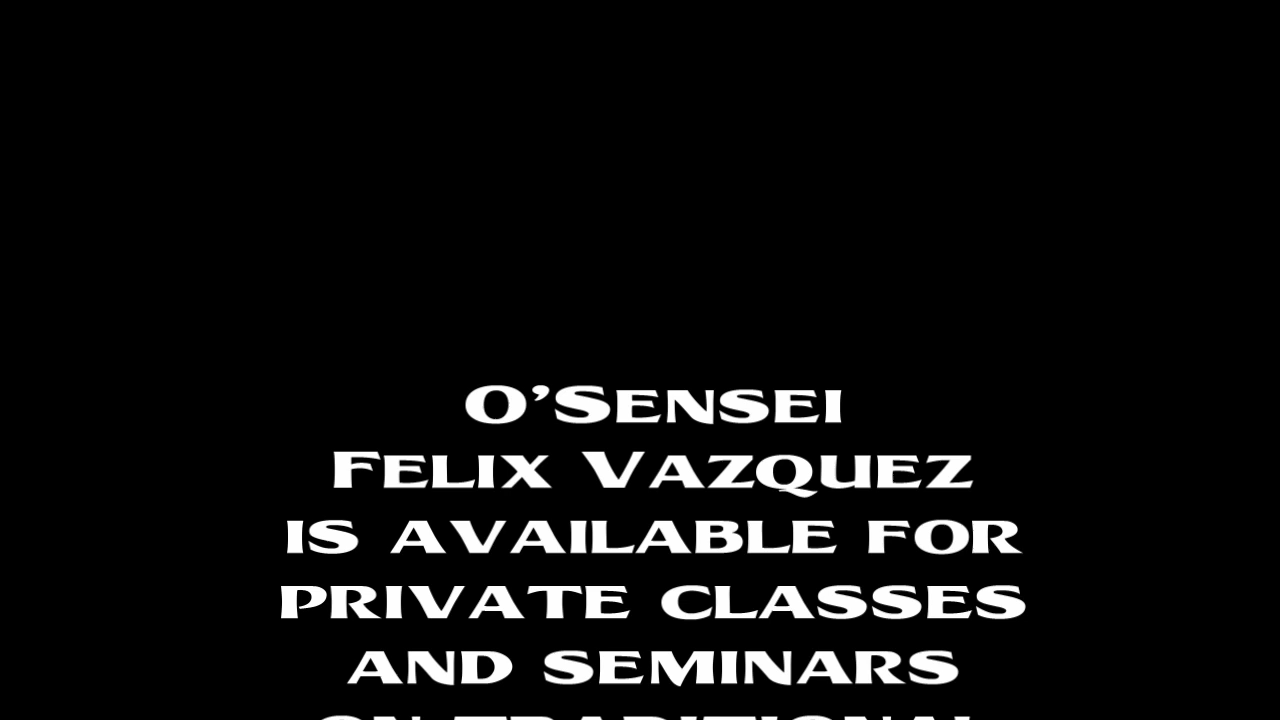 O'Sensei
Felix Vazquez
is available for
private classes
and seminars